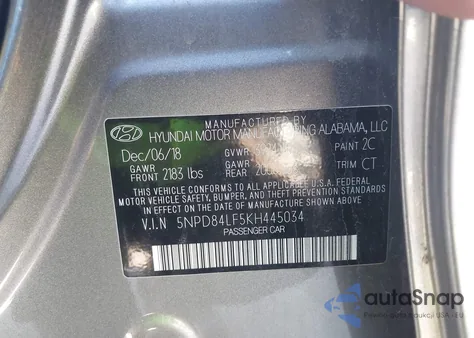 MANUFACTURED BY
HYUNDAI MOTOR MANUFACTURING ALABAMA, LLC
Dec/06/18 GVWR PAINT 2C
GAWR FRONT 2183 lbs GAWR REAR TRIM CT
THIS VEHICLE CONFORMS TO ALL APPLICABLE U.S. FEDERAL
MOTOR VEHICLE SAFETY, BUMPER, AND THEFT PREVENTION
STANDARDS IN EFFECT ON THE DATE OF MANUFACTURE SHOWN ABOVE.
V.I.N 5NPD84LF5KH445034
PASSENGER CAR
autoSnap